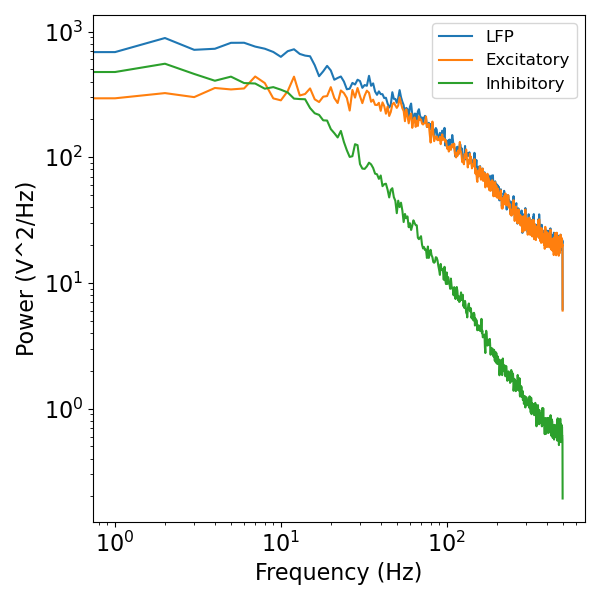 10^3
10^2
10^1
10^0
Power (V^2/Hz)
LFP
Excitatory
Inhibitory
10^0 10^1 10^2
Frequency (Hz)